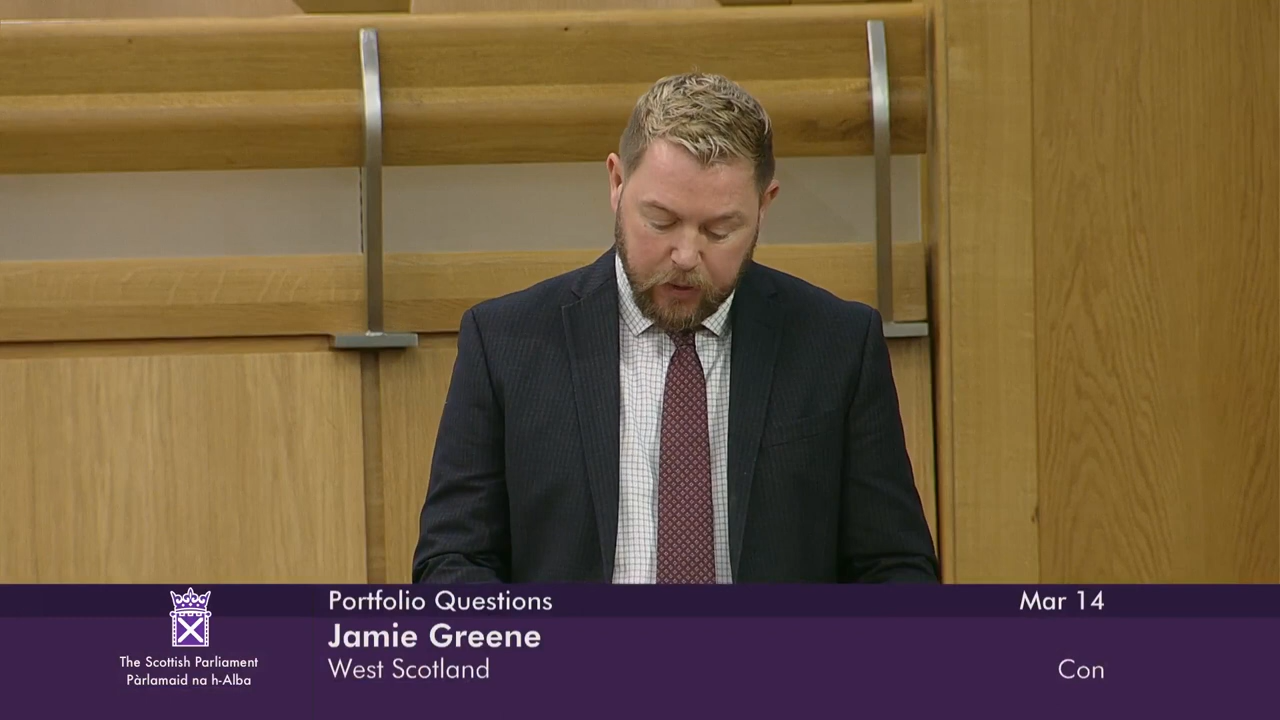 Portfolio Questions
Mar 14
Jamie Greene
West Scotland
Con
The Scottish Parliament
Pàrlamaid na h-Alba